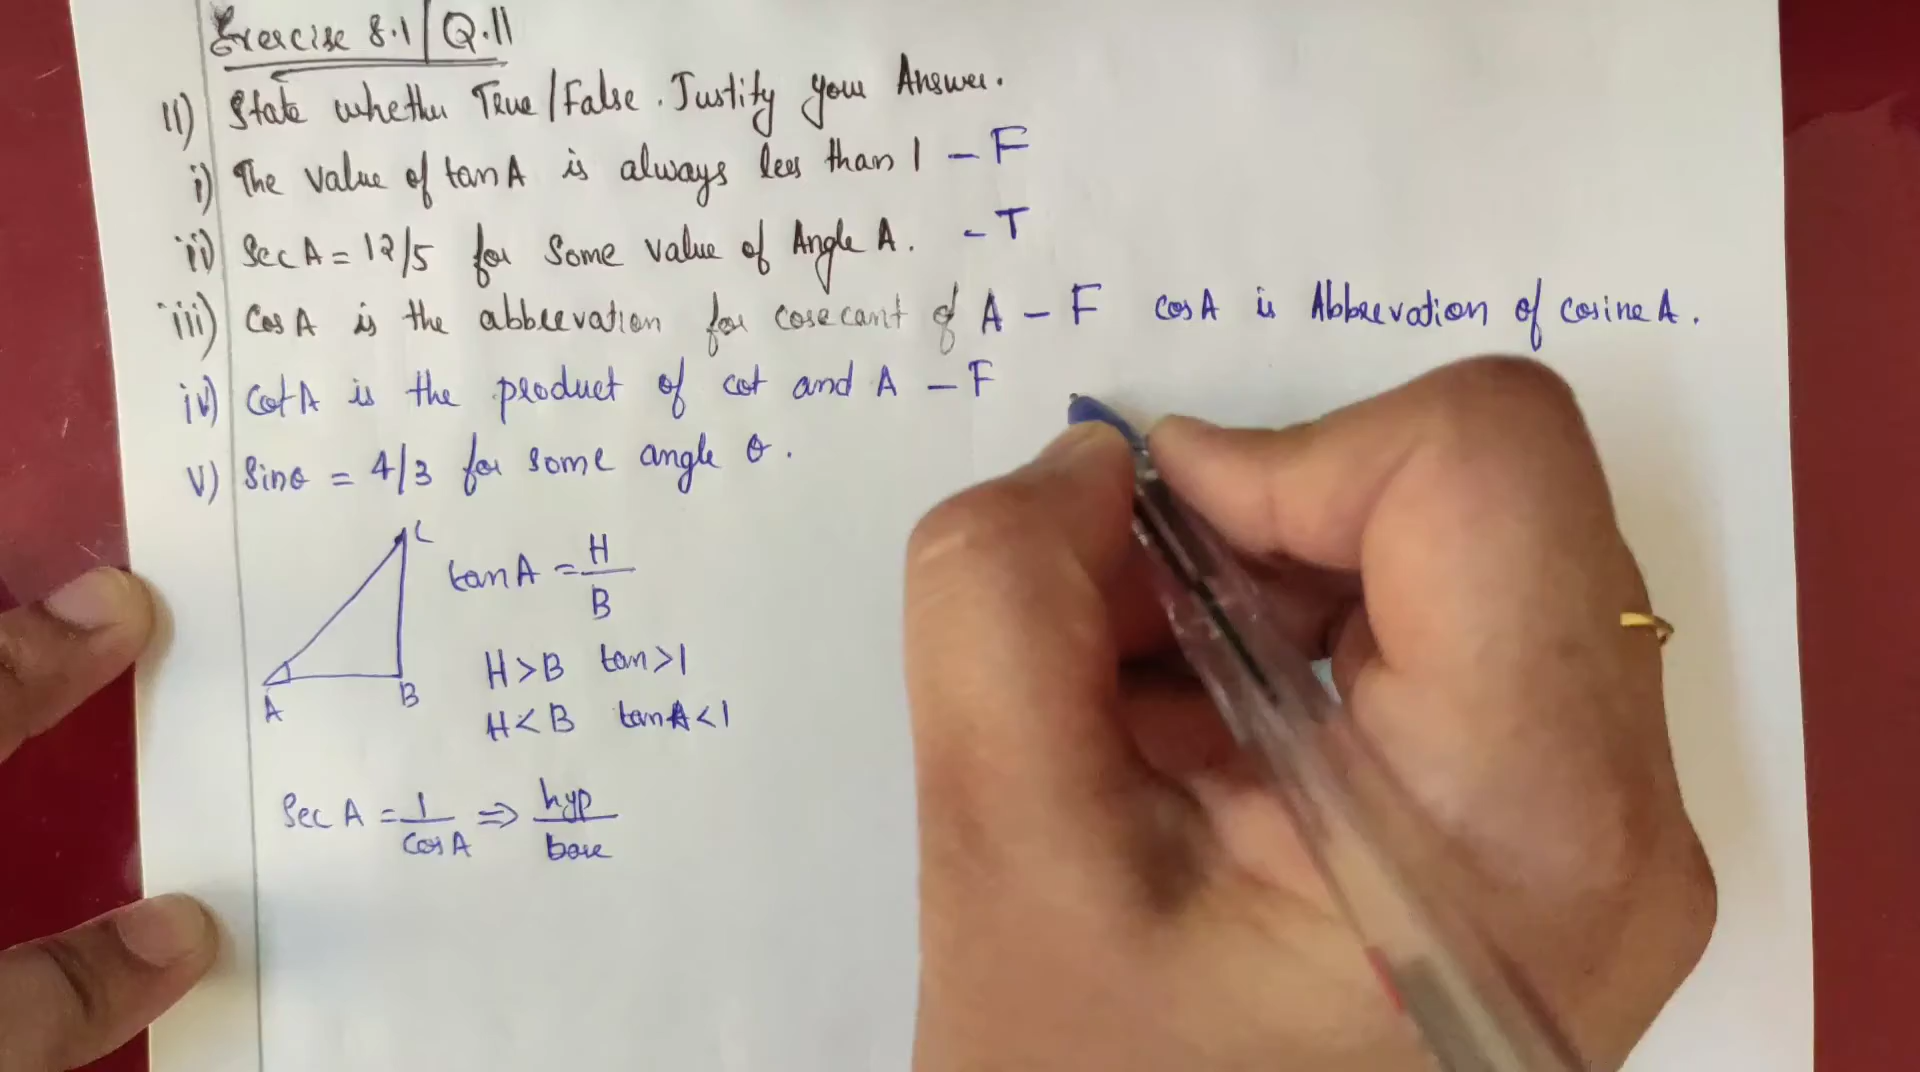 Exercise 8.1 / Q.11
11) State whether True / False . Justify your Answer.
i) The value of tan A is always less than 1 - F
ii) Sec A = 12/5 for some value of Angle A. - T
iii) Cos A is the abbrevation for cosecant of A - F cos A is Abbrevation of cosine A.
iv) Cot A is the product of cot and A - F
v) Sin θ = 4/3 for some angle θ.
C
A
B
tan A = H/B
H > B tan > 1
H < B tan A < 1
Sec A = 1/cos A ⇒ hyp/base